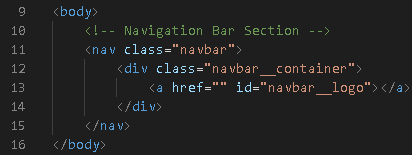 9 <body>
10 <!-- Navigation Bar Section -->
11 <nav class="navbar">
12 <div class="navbar__container">
13 <a href="" id="navbar__logo"></a>
14 </div>
15 </nav>
16 </body>